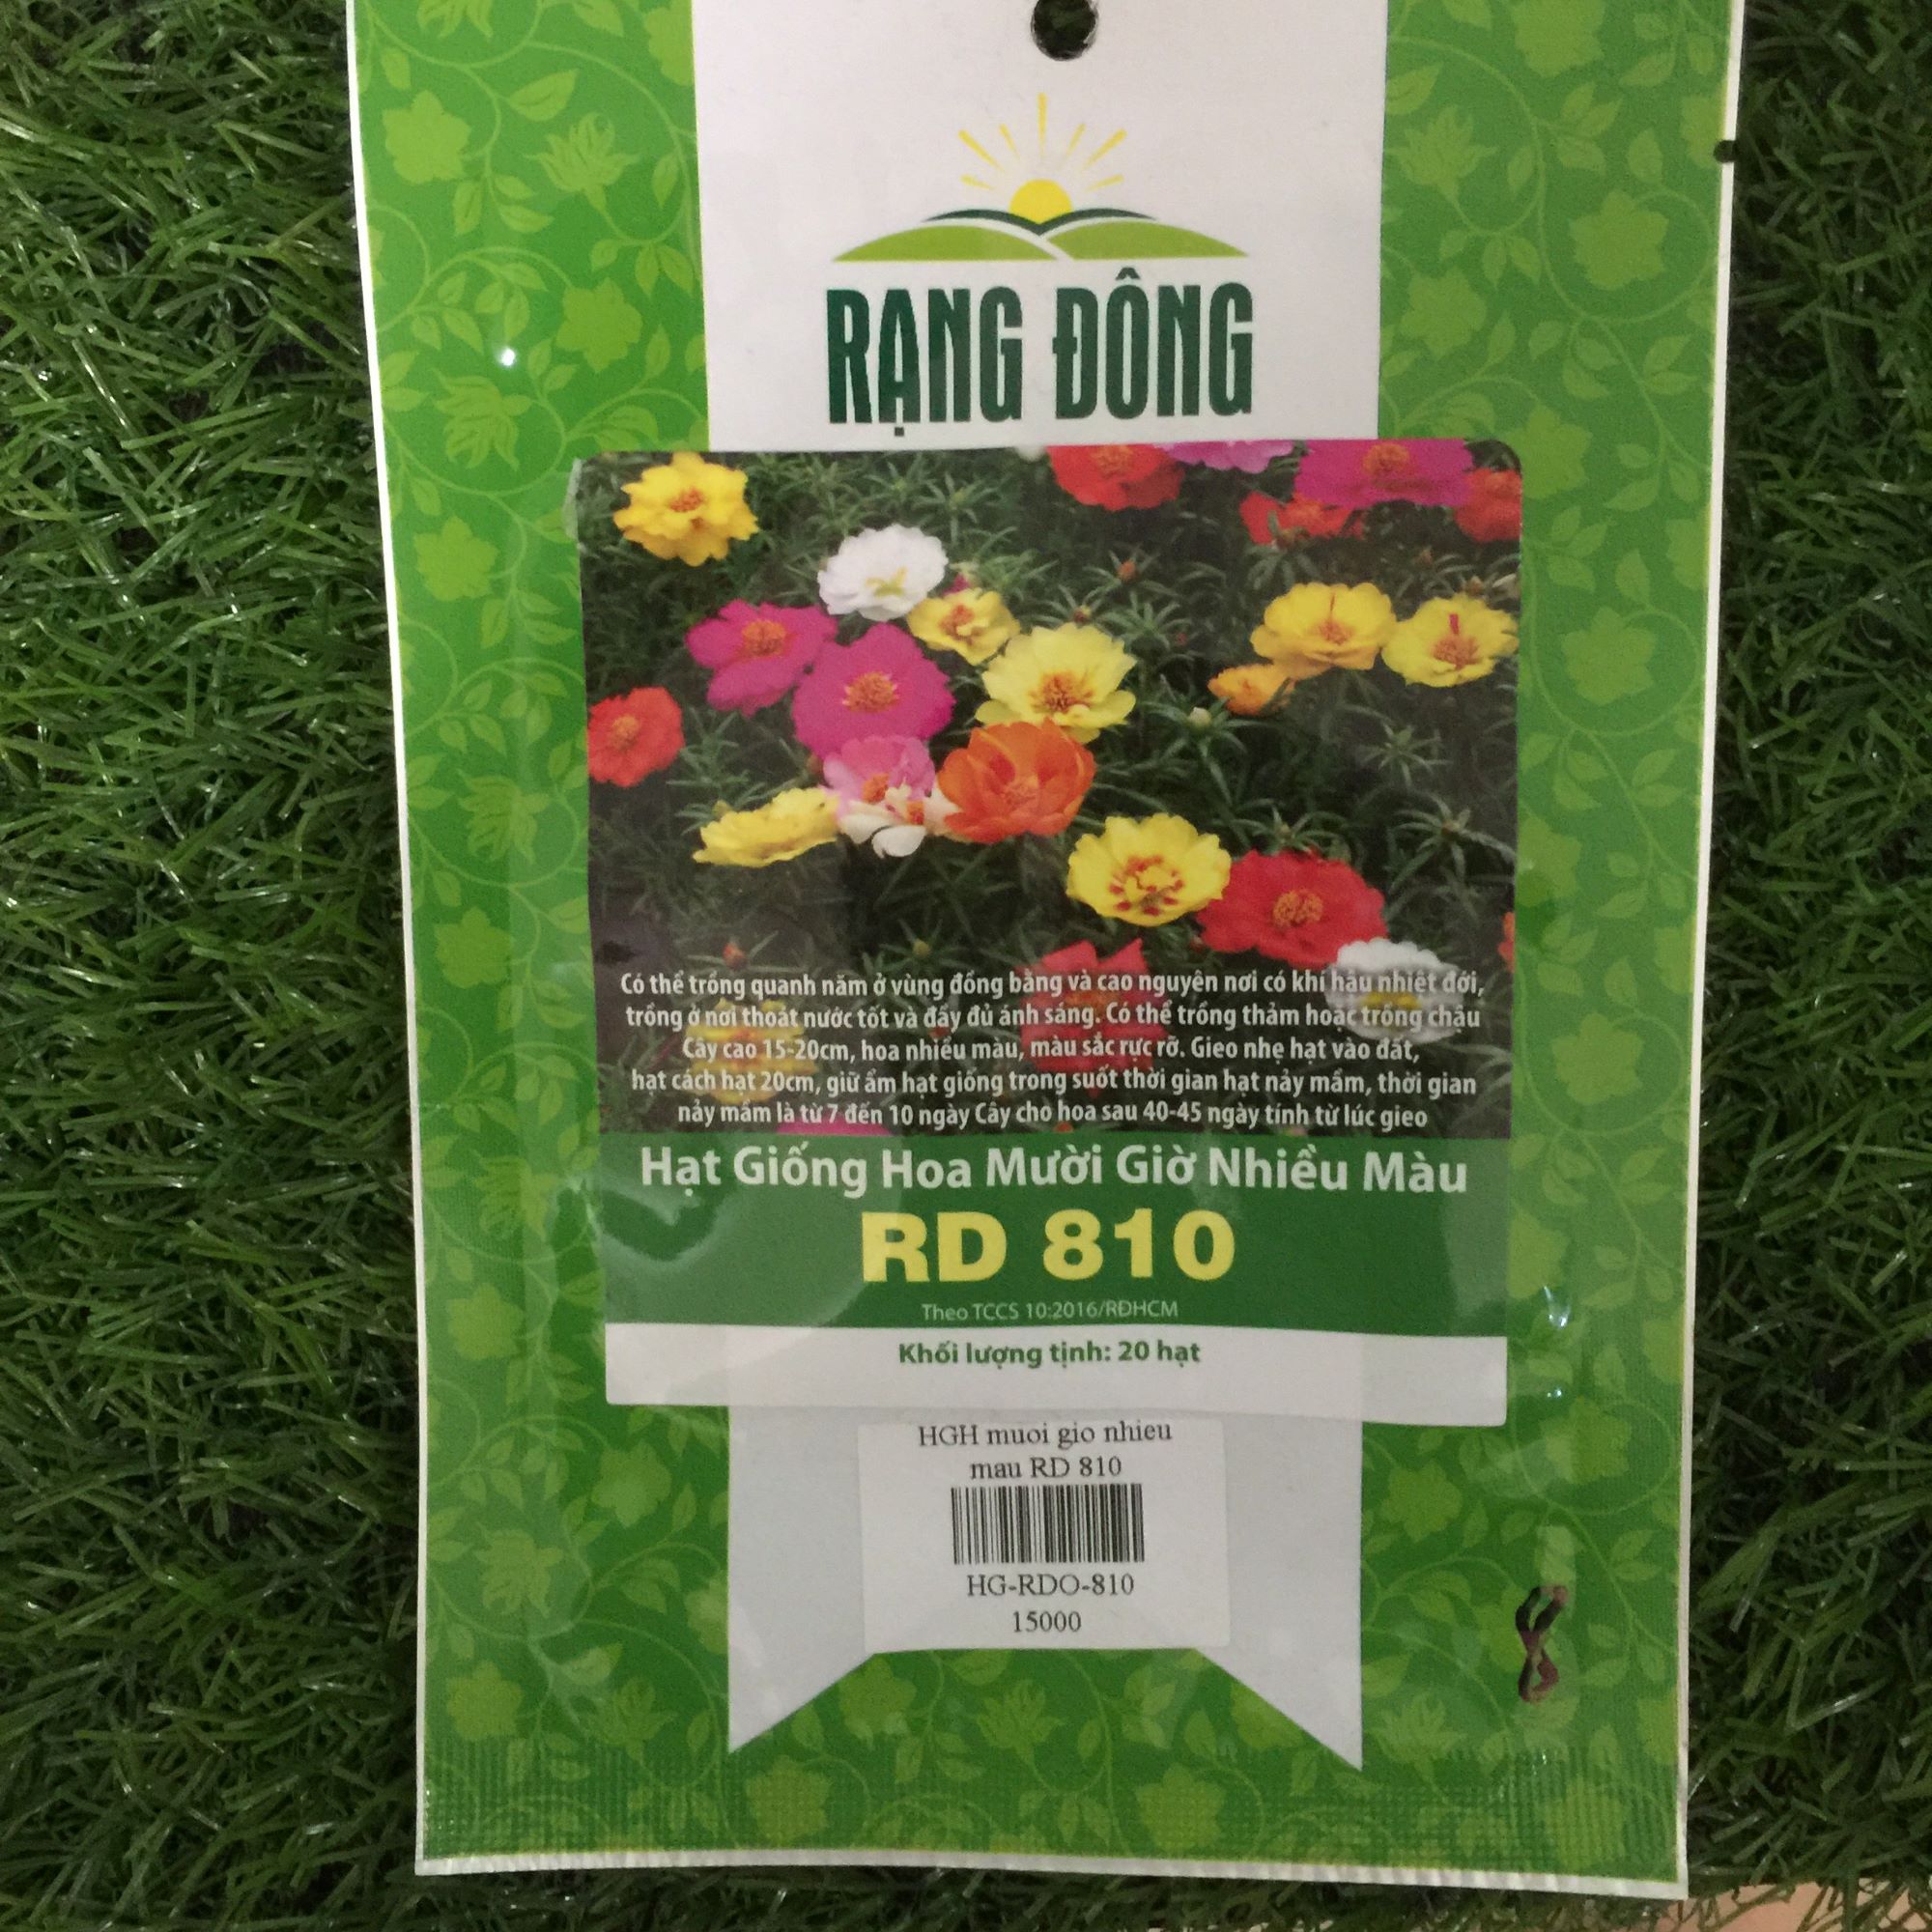 RẠNG ĐÔNG
Có thể trồng quanh năm ở vùng đồng bằng và cao nguyên nơi có khí hậu nhiệt đới,
trồng ở nơi thoát nước tốt và đầy đủ ánh sáng. Có thể trồng thảm hoặc trồng chậu
Cây cao 15-20cm, hoa nhiều màu, màu sắc rực rỡ. Gieo nhẹ hạt vào đất,
hạt cách hạt 20cm, giữ ẩm hạt giống trong suốt thời gian hạt nảy mầm, thời gian
nảy mầm là từ 7 đến 10 ngày Cây cho hoa sau 40-45 ngày tính từ lúc gieo
Hạt Giống Hoa Mười Giờ Nhiều Màu
RD 810
Theo TCCS 10:2016/RĐHCM
Khối lượng tịnh: 20 hạt
HGH muoi gio nhieu
mau RD 810
HG-RDO-810
15000